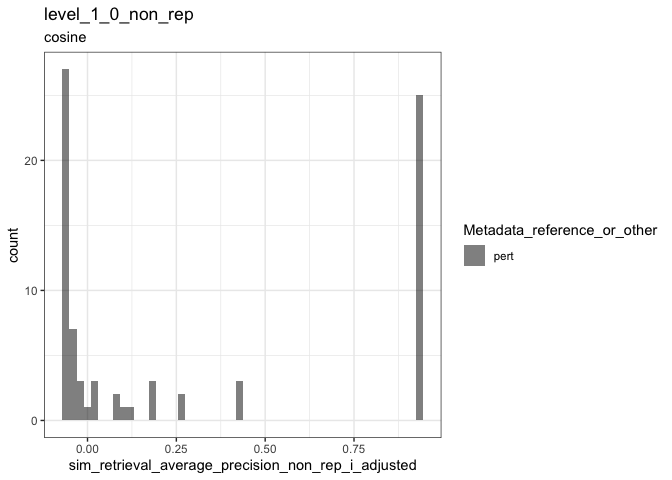 level_1_0_non_rep
cosine
20
10
0
count
0.00 0.25 0.50 0.75
sim_retrieval_average_precision_non_rep_i_adjusted
Metadata_reference_or_other
pert